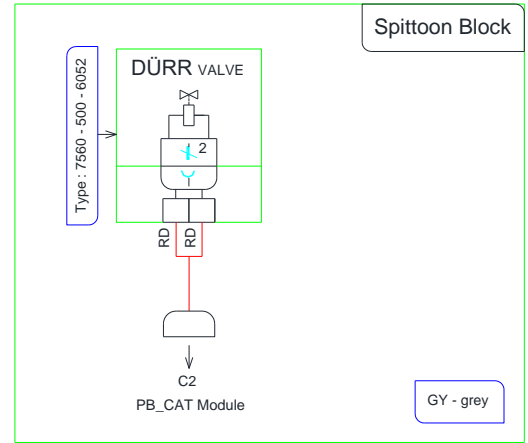 Spittoon Block
DÜRR VALVE
Type : 7560 - 500 - 6052
2
RD
RD
C2
PB_CAT Module
GY - grey